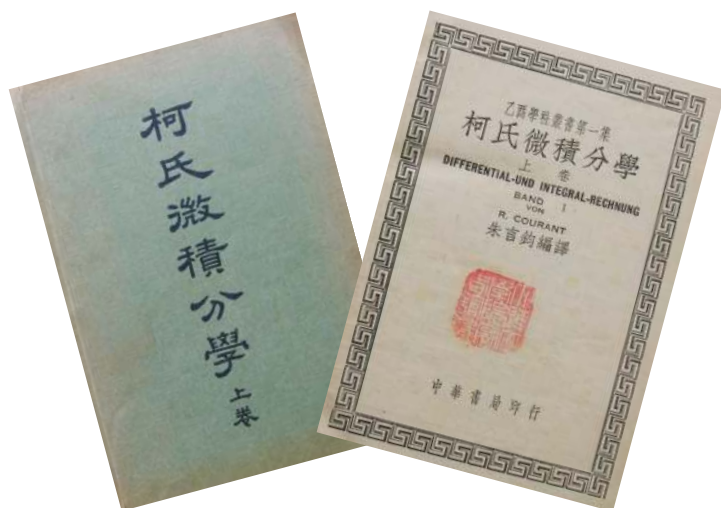 柯氏微積分學
上卷
乙酉學社叢書第一集
柯氏微積分學
上卷
DIFFERENTIAL-UND INTEGRAL-RECHNUNG
BAND I
VON
R. COURANT
朱言鈞編譯
中華書局印行